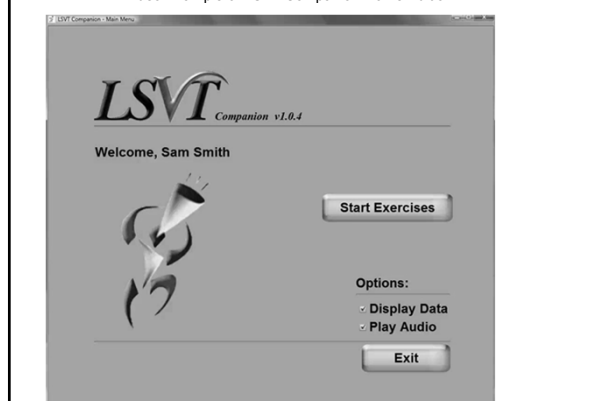 LSVT Companion - Main Menu
LSVT
Companion v1.0.4
Welcome, Sam Smith
Start Exercises
Options:
Display Data
Play Audio
Exit